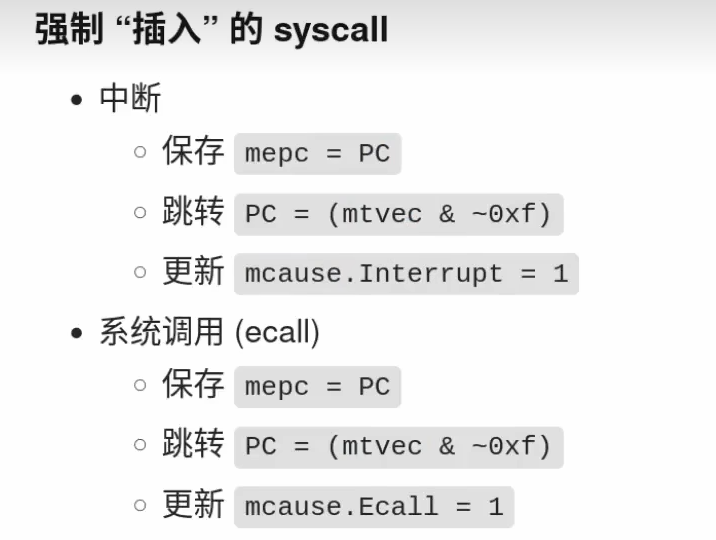 强制 “插入” 的 syscall
中断
保存 mepc = PC
跳转 PC = (mtvec & ~0xf)
更新 mcause.Interrupt = 1
系统调用 (ecall)
保存 mepc = PC
跳转 PC = (mtvec & ~0xf)
更新 mcause.Ecall = 1